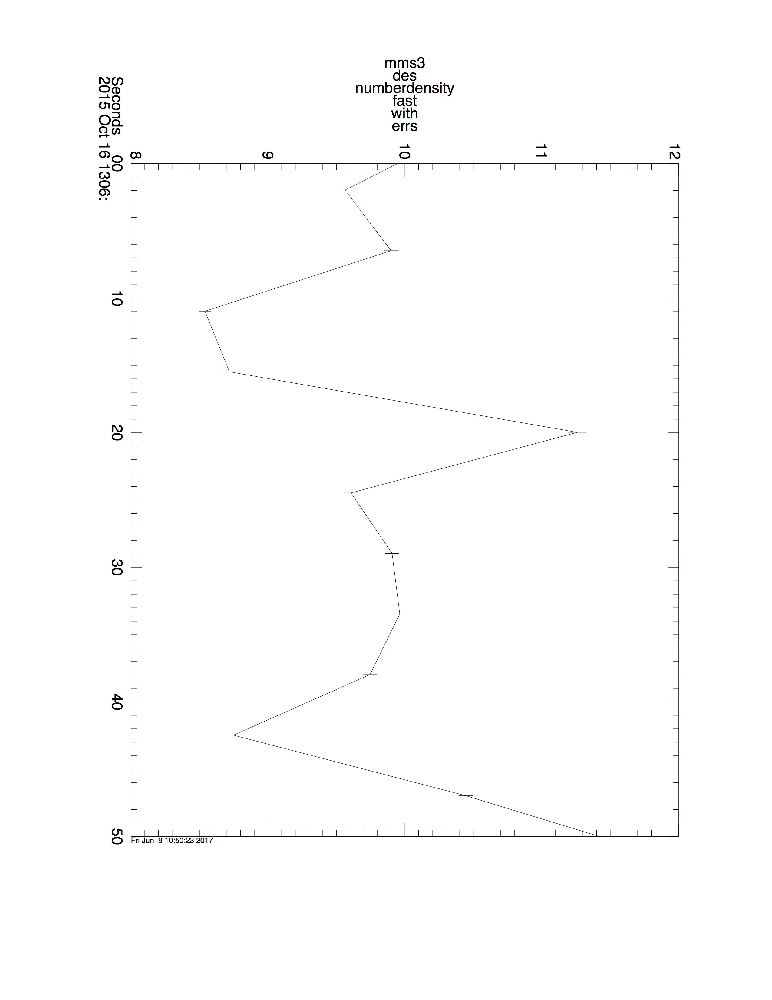 mms3
des
numberdensity
fast
with
errs
12
11
10
9
8
00
10
20
30
40
50
Seconds
2015 Oct 16 1306:
Fri Jun 9 10:50:23 2017